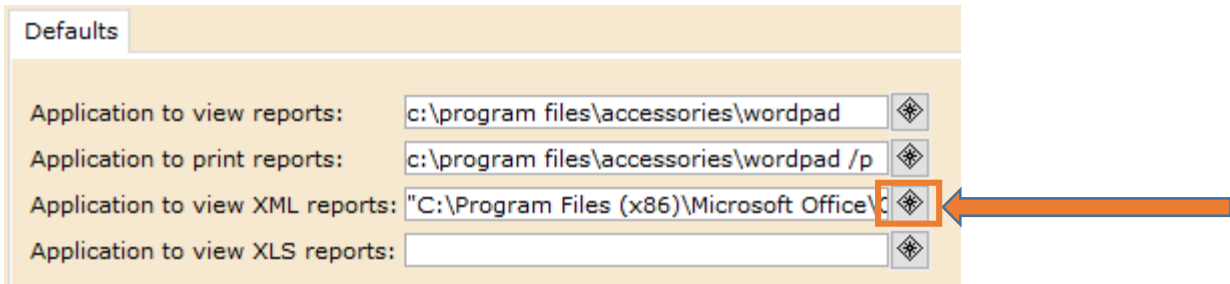 Defaults
Application to view reports: c:\program files\accessories\wordpad
Application to print reports: c:\program files\accessories\wordpad /p
Application to view XML reports: "C:\Program Files (x86)\Microsoft Office\
Application to view XLS reports: